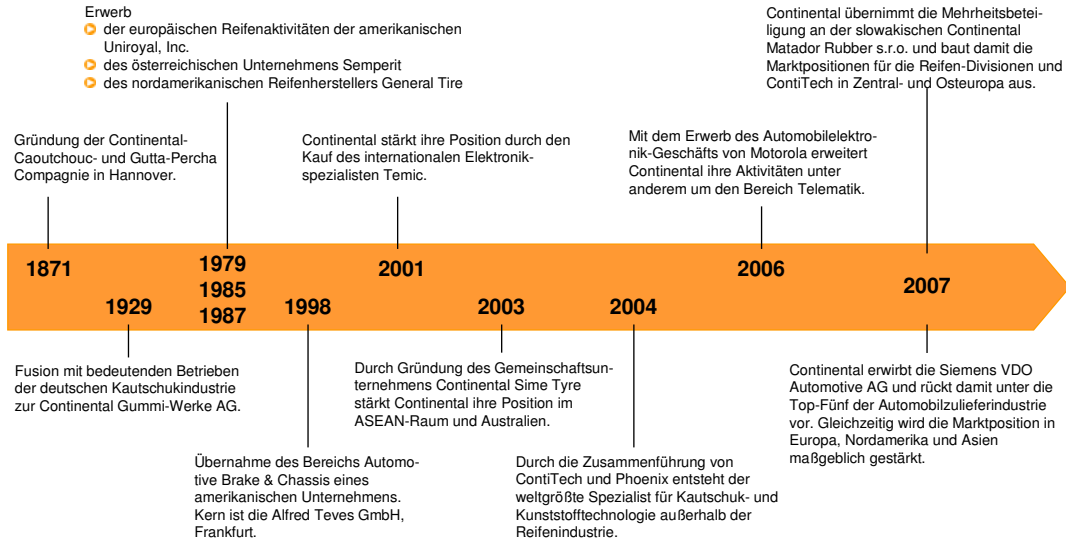 Erwerb
der europäischen Reifenaktivitäten der amerikanischen
Uniroyal, Inc.
des österreichischen Unternehmens Semperit
des nordamerikanischen Reifenherstellers General Tire
Continental übernimmt die Mehrheitsbetei-
ligung an der slowakischen Continental
Matador Rubber s.r.o. und baut damit die
Marktpositionen für die Reifen-Divisionen und
ContiTech in Zentral- und Osteuropa aus.
Gründung der Continental-
Caoutchouc- und Gutta-Percha
Compagnie in Hannover.
Continental stärkt ihre Position durch den
Kauf des internationalen Elektronik-
spezialisten Temic.
Mit dem Erwerb des Automobilelektro-
nik-Geschäfts von Motorola erweitert
Continental ihre Aktivitäten unter
anderem um den Bereich Telematik.
1871
1929
1979
1985
1987
1998
2001
2003
2004
2006
2007
Fusion mit bedeutenden Betrieben
der deutschen Kautschukindustrie
zur Continental Gummi-Werke AG.
Übernahme des Bereichs Automo-
tive Brake & Chassis eines
amerikanischen Unternehmens.
Kern ist die Alfred Teves GmbH,
Frankfurt.
Durch Gründung des Gemeinschaftsun-
ternehmens Continental Sime Tyre
stärkt Continental ihre Position im
ASEAN-Raum und Australien.
Durch die Zusammenführung von
ContiTech und Phoenix entsteht der
weltgrößte Spezialist für Kautschuk- und
Kunststofftechnologie außerhalb der
Reifenindustrie.
Continental erwirbt die Siemens VDO
Automotive AG und rückt damit unter die
Top-Fünf der Automobilzulieferindustrie
vor. Gleichzeitig wird die Marktposition in
Europa, Nordamerika und Asien
maßgeblich gestärkt.